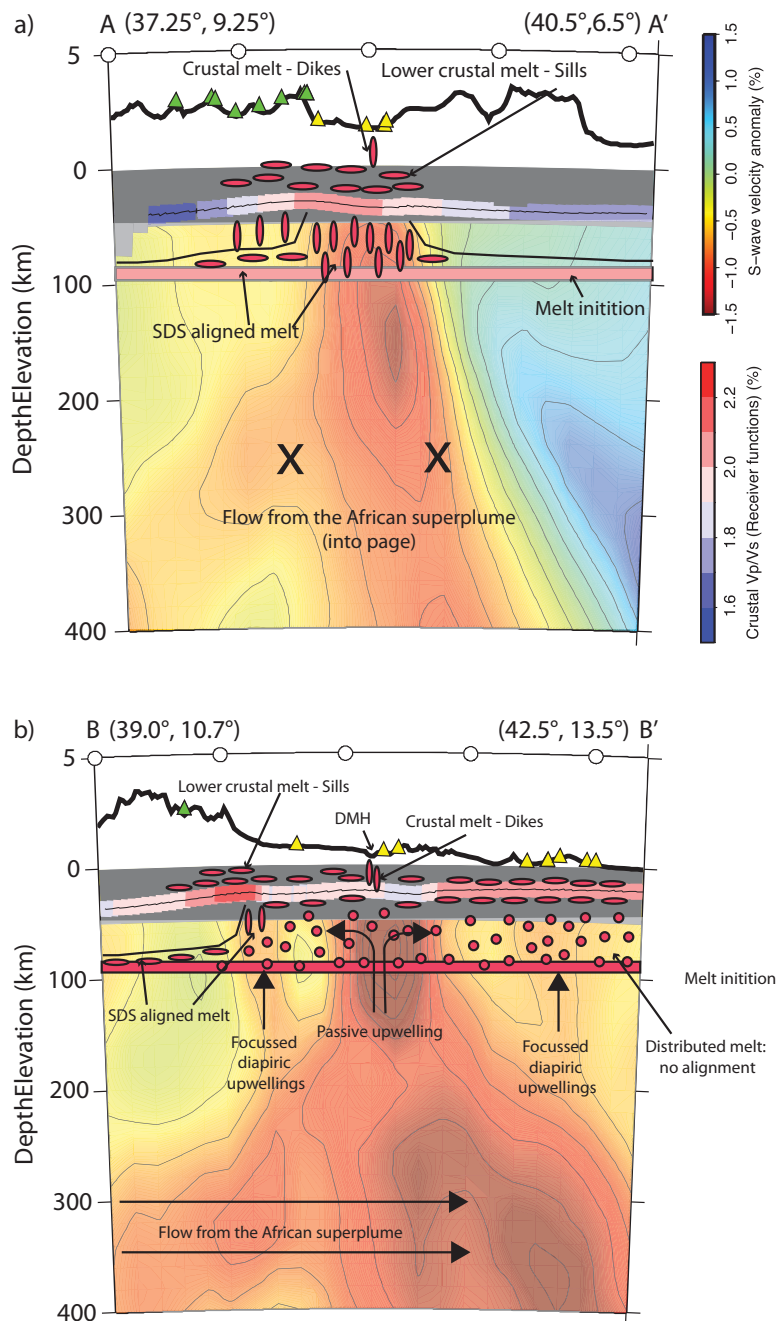 a)
A (37.25°, 9.25°)
(40.5°,6.5°) A’
5
Crustal melt - Dikes
Lower crustal melt - Sills
0
100
SDS aligned melt
Melt initition
200
X X
Flow from the African superplume
(into page)
300
400
DepthElevation (km)
1.5
1.0
0.5
0.0
−0.5
−1.0
−1.5
S−wave velocity anomaly (%)
2.2
2.0
1.8
1.6
Crustal Vp/Vs (Receiver functions) (%)
b)
B (39.0°, 10.7°)
(42.5°, 13.5°) B’
5
Lower crustal melt - Sills
DMH
Crustal melt - Dikes
0
100
Melt initition
SDS aligned melt
Passive upwelling
Focussed
diapiric
upwellings
Focussed
diapiric
upwellings
Distributed melt:
no alignment
200
300
Flow from the African superplume
400
DepthElevation (km)